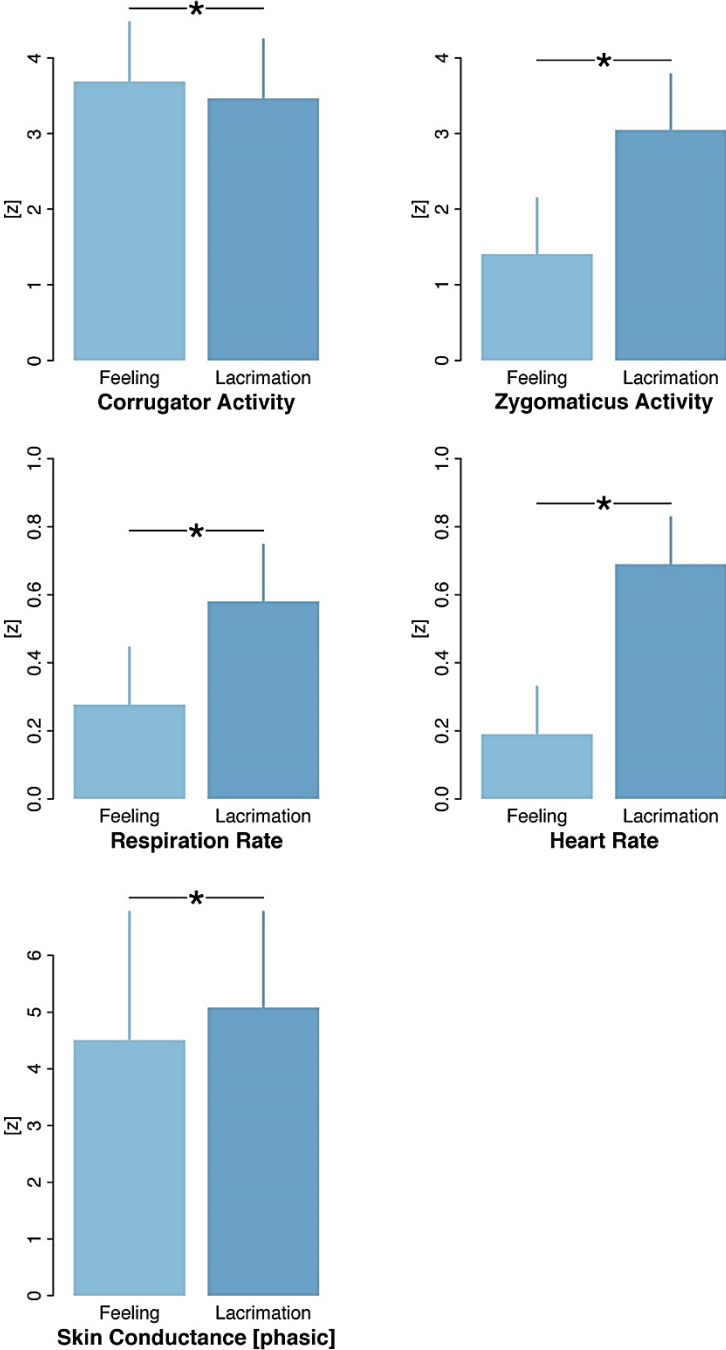 *
4
3
2
1
0
[z]
Feeling
Lacrimation
Corrugator Activity
*
4
3
2
1
0
[z]
Feeling
Lacrimation
Zygomaticus Activity
*
1.0
0.8
0.6
0.4
0.2
0.0
[z]
Feeling
Lacrimation
Respiration Rate
*
1.0
0.8
0.6
0.4
0.2
0.0
[z]
Feeling
Lacrimation
Heart Rate
*
6
5
4
3
2
1
0
[z]
Feeling
Lacrimation
Skin Conductance [phasic]